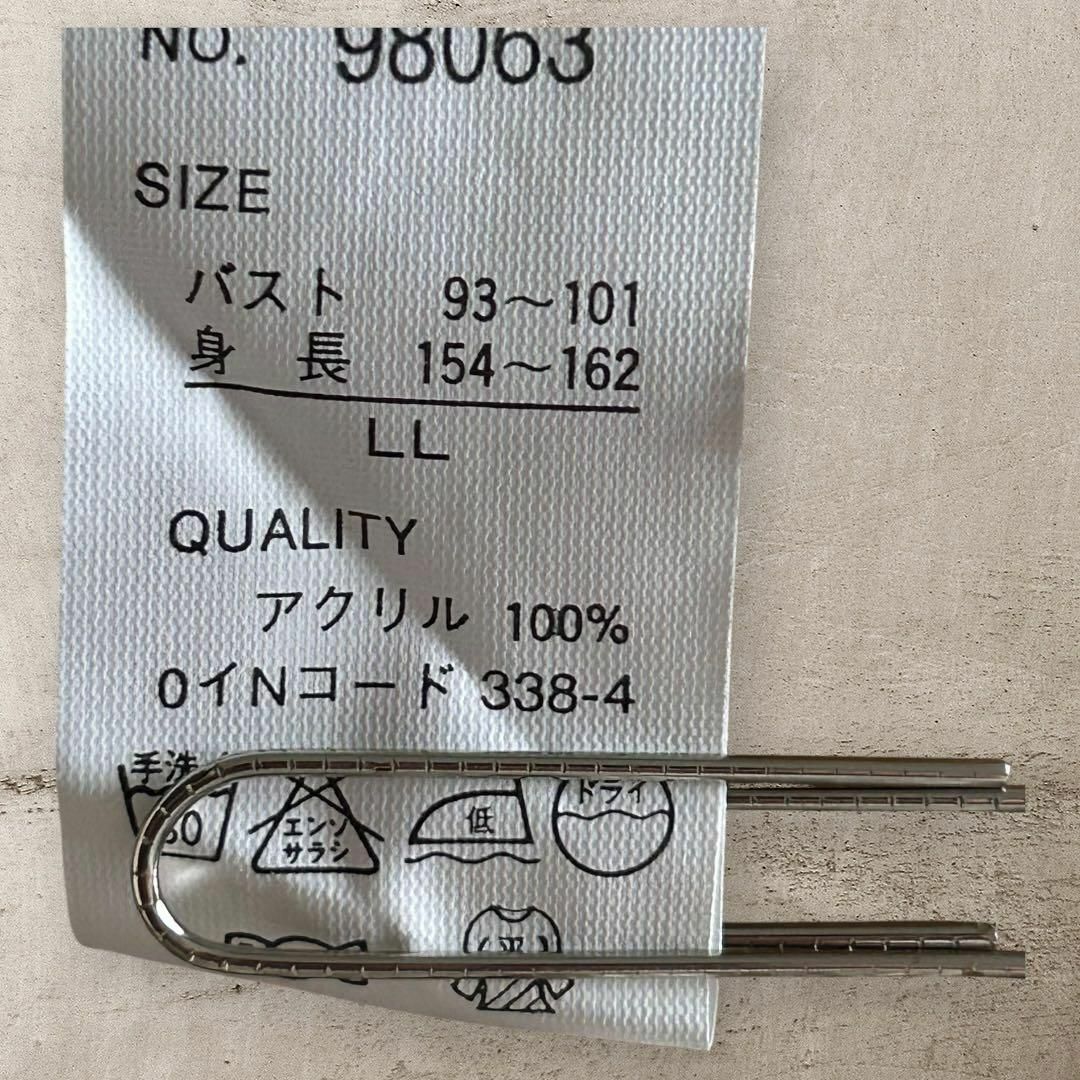 NO. 98063
SIZE
バスト 93～101
身長 154～162
LL
QUALITY
アクリル 100%
0イNコード 338-4
手洗
エンソ
サラシ
低
ドライ
平